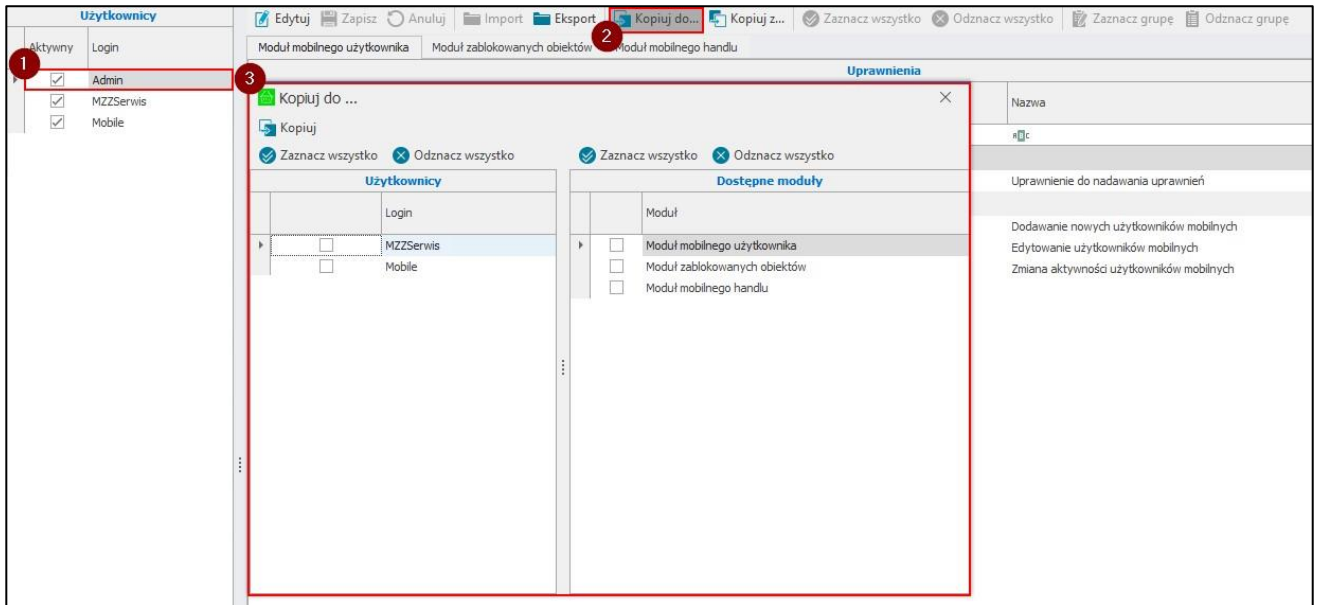 Użytkownicy
Edytuj Zapisz Anuluj Import Eksport Kopiuj do... Kopiuj z... Zaznacz wszystko Odznacz wszystko Zaznacz grupę Odznacz grupę
2
Aktywny Login
Moduł mobilnego użytkownika Moduł zablokowanych obiektów Moduł mobilnego handlu
1
Uprawnienia
Admin
3
MZZSerwis
Mobile
Kopiuj do ...
Nazwa
Kopiuj
Zaznacz wszystko Odznacz wszystko Zaznacz wszystko Odznacz wszystko
Użytkownicy Dostępne moduły
Uprawnienie do nadawania uprawnień
Login Moduł
Dodawanie nowych użytkowników mobilnych
MZZSerwis Moduł mobilnego użytkownika
Edytowanie użytkowników mobilnych
Mobile Moduł zablokowanych obiektów
Zmiana aktywności użytkowników mobilnych
Moduł mobilnego handlu